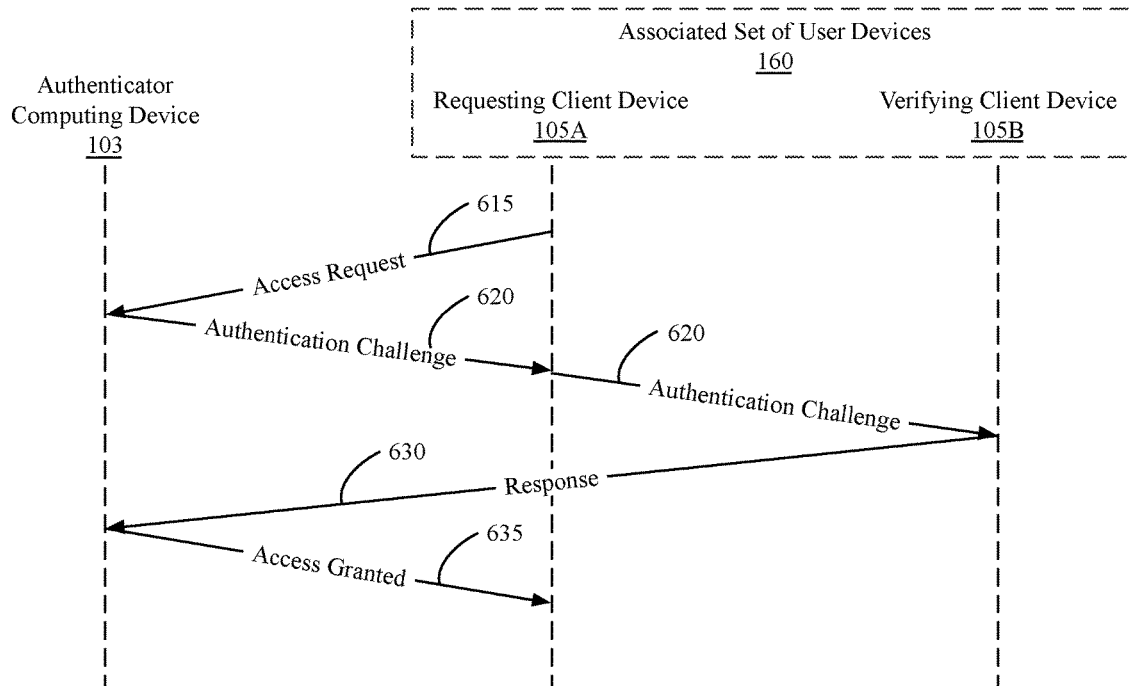 Associated Set of User Devices
160
Authenticator
Computing Device
103
Requesting Client Device
105A
Verifying Client Device
105B
615
Access Request
620
Authentication Challenge
620
Authentication Challenge
630
Response
635
Access Granted